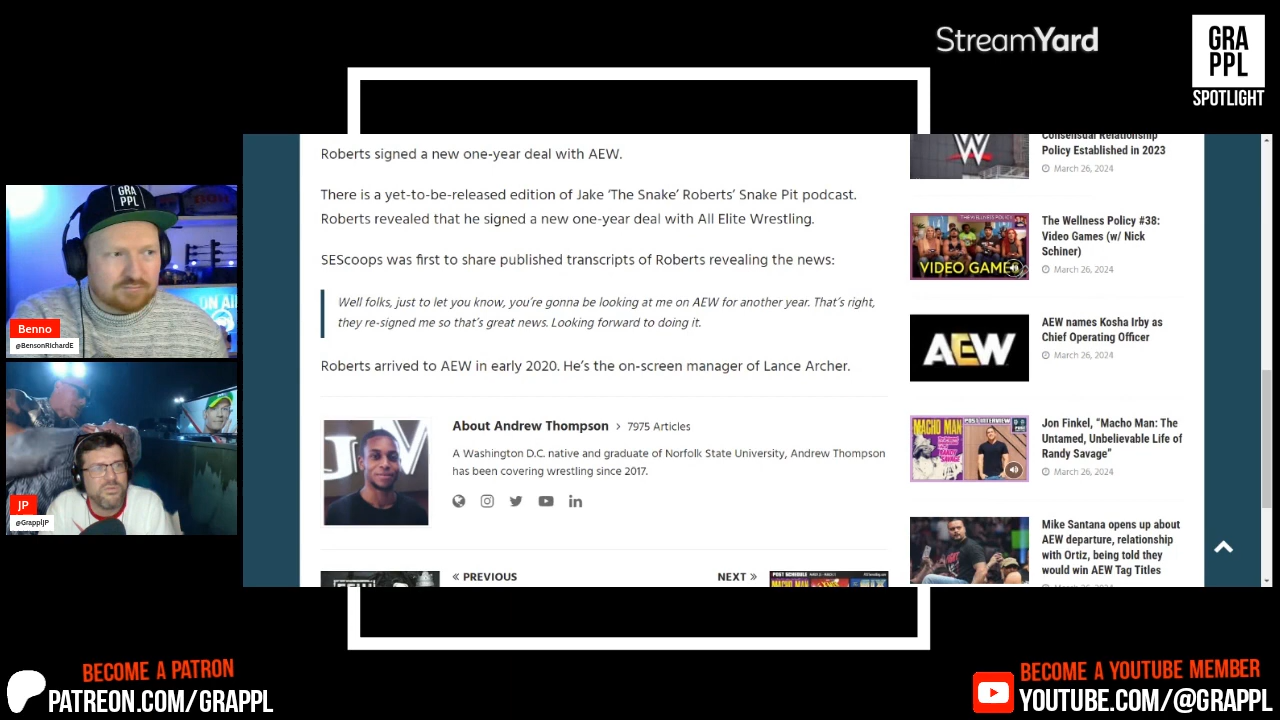 StreamYard
GRA
PPL
SPOTLIGHT
GRA
PPL
ON AIR
Benno
@BensonRichardE
JP
@GrapplJP
Roberts signed a new one-year deal with AEW.
There is a yet-to-be-released edition of Jake ‘The Snake’ Roberts’ Snake Pit podcast.
Roberts revealed that he signed a new one-year deal with All Elite Wrestling.
SEScoops was first to share published transcripts of Roberts revealing the news:
Well folks, just to let you know, you’re gonna be looking at me on AEW for another year. That’s right,
they re-signed me so that’s great news. Looking forward to doing it.
Roberts arrived to AEW in early 2020. He’s the on-screen manager of Lance Archer.
About Andrew Thompson > 7975 Articles
A Washington D.C. native and graduate of Norfolk State University, Andrew Thompson
has been covering wrestling since 2017.
« PREVIOUS
NEXT »
Consensual Relationship
Policy Established in 2023
March 26, 2024
VIDEO GAMES
The Wellness Policy #38:
Video Games (w/ Nick
Schiner)
March 26, 2024
AEW
AEW names Kosha Irby as
Chief Operating Officer
March 26, 2024
MACHO MAN
Jon Finkel, “Macho Man: The
Untamed, Unbelievable Life of
Randy Savage”
March 26, 2024
Mike Santana opens up about
AEW departure, relationship
with Ortiz, being told they
would win AEW Tag Titles
March 26, 2024
BECOME A PATRON
PATREON.COM/GRAPPL
BECOME A YOUTUBE MEMBER
YOUTUBE.COM/@GRAPPL